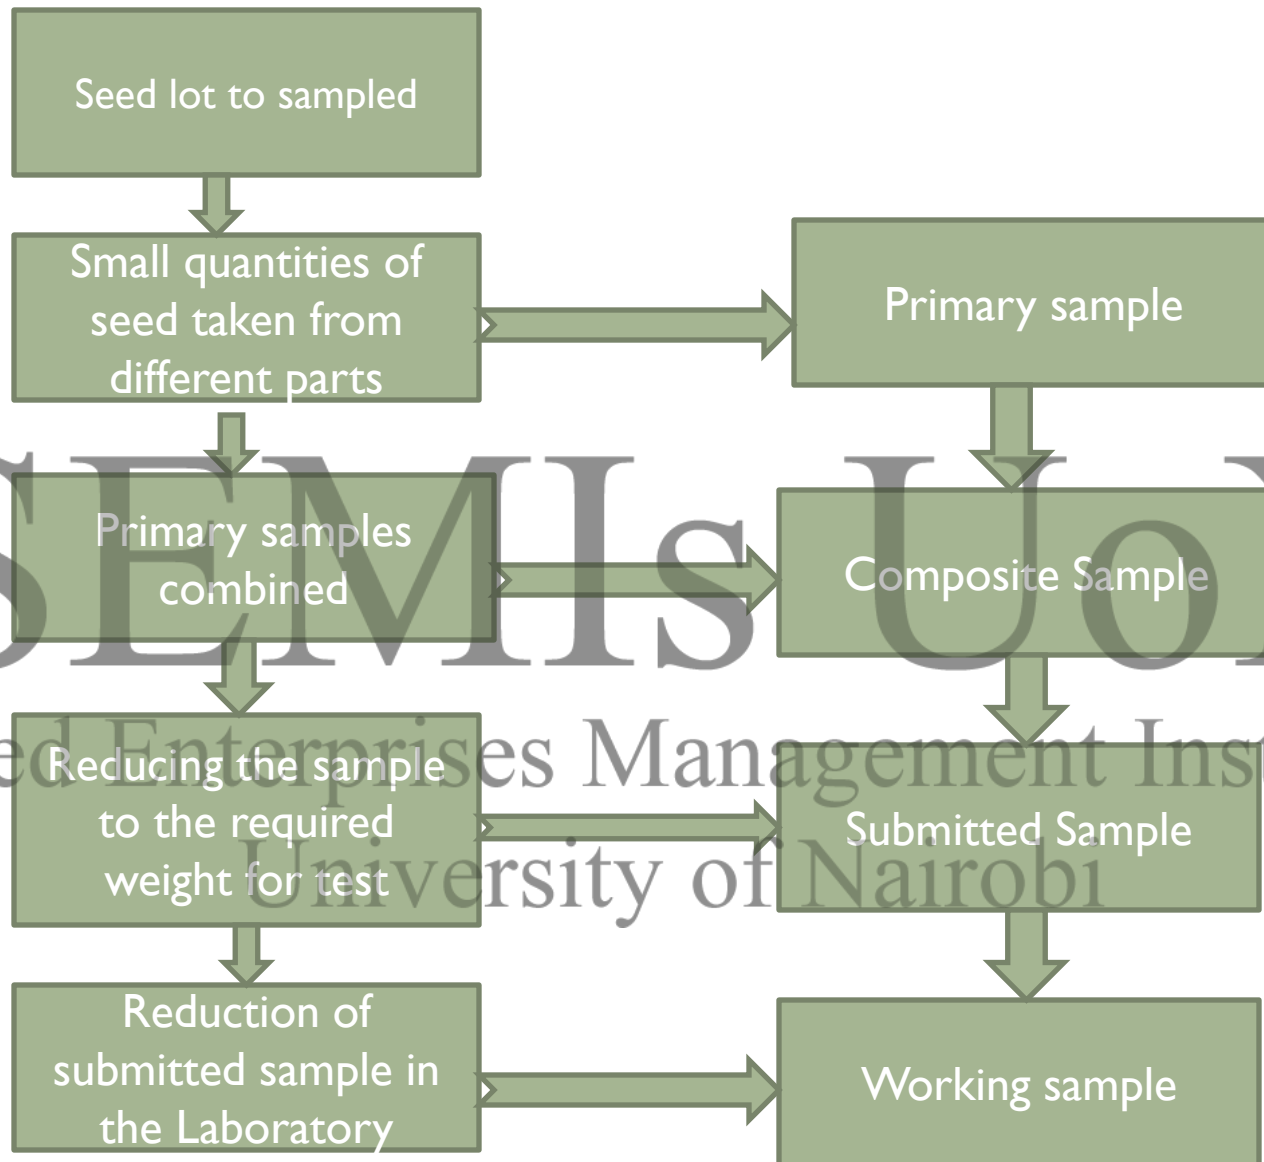 Seed lot to sampled
Small quantities of
seed taken from
different parts
Primary sample
Primary samples
combined
Composite Sample
Reducing the sample
to the required
weight for test
Submitted Sample
Reduction of
submitted sample in
the Laboratory
Working sample
SEMIs
Enterprises Management
University of Nairobi